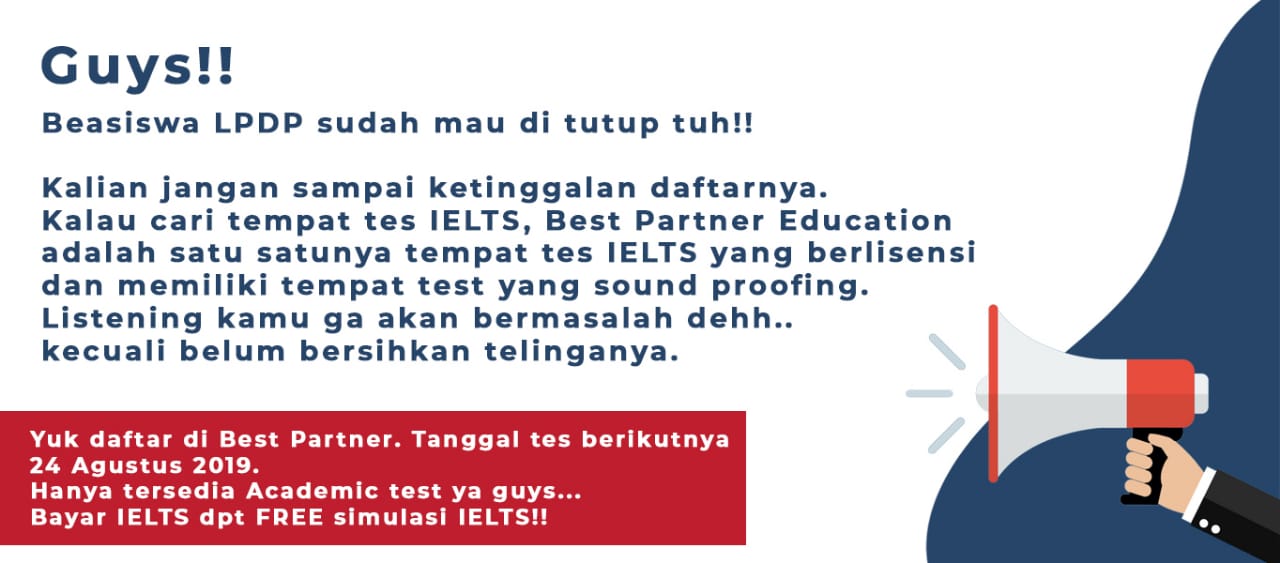 Guys!!
Beasiswa LPDP sudah mau di tutup tuh!!
Kalian jangan sampai ketinggalan daftarnya.
Kalau cari tempat tes IELTS, Best Partner Education
adalah satu satunya tempat tes IELTS yang berlisensi
dan memiliki tempat test yang sound proofing.
Listening kamu ga akan bermasalah dehh..
kecuali belum bersihkan telinganya.
Yuk daftar di Best Partner. Tanggal tes berikutnya
24 Agustus 2019.
Hanya tersedia Academic test ya guys...
Bayar IELTS dpt FREE simulasi IELTS!!